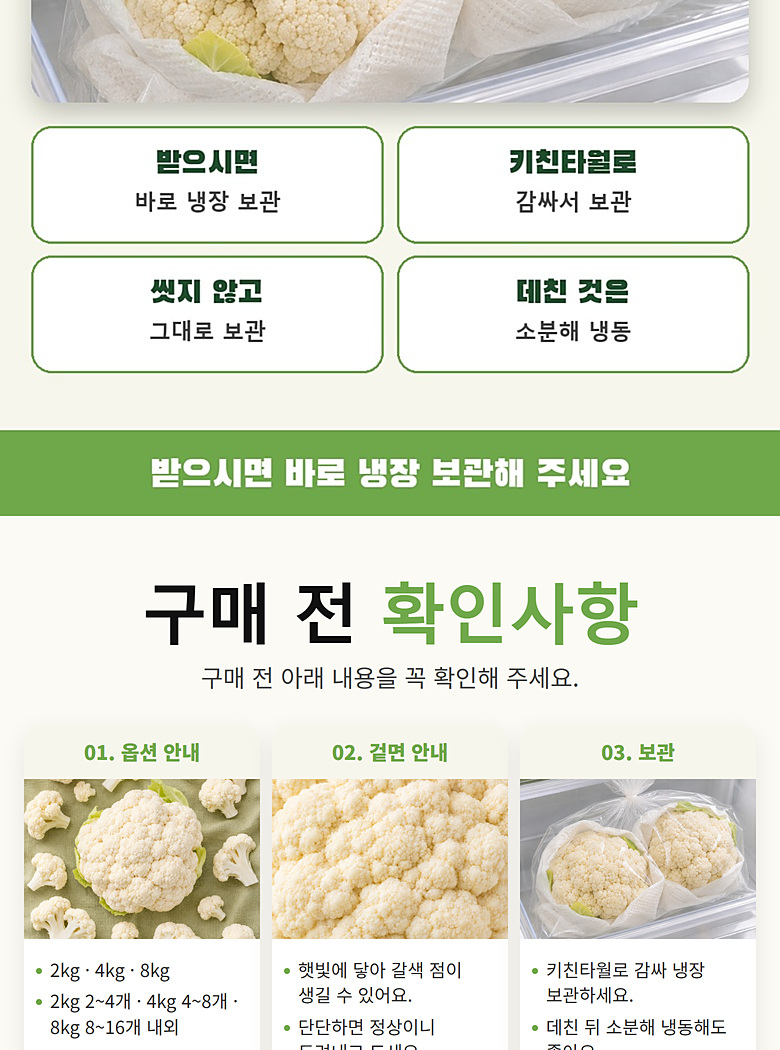 받으시면
바로 냉장 보관
키친타월로
감싸서 보관
씻지 않고
그대로 보관
데친 것은
소분해 냉동
받으시면 바로 냉장 보관해 주세요
구매 전 확인사항
구매 전 아래 내용을 꼭 확인해 주세요.
01. 옵션 안내
2kg · 4kg · 8kg
2kg 2~4개 · 4kg 4~8개 ·
8kg 8~16개 내외
02. 겉면 안내
햇빛에 닿아 갈색 점이
생길 수 있어요.
단단하면 정상이니
03. 보관
키친타월로 감싸 냉장
보관하세요.
데친 뒤 소분해 냉동해도